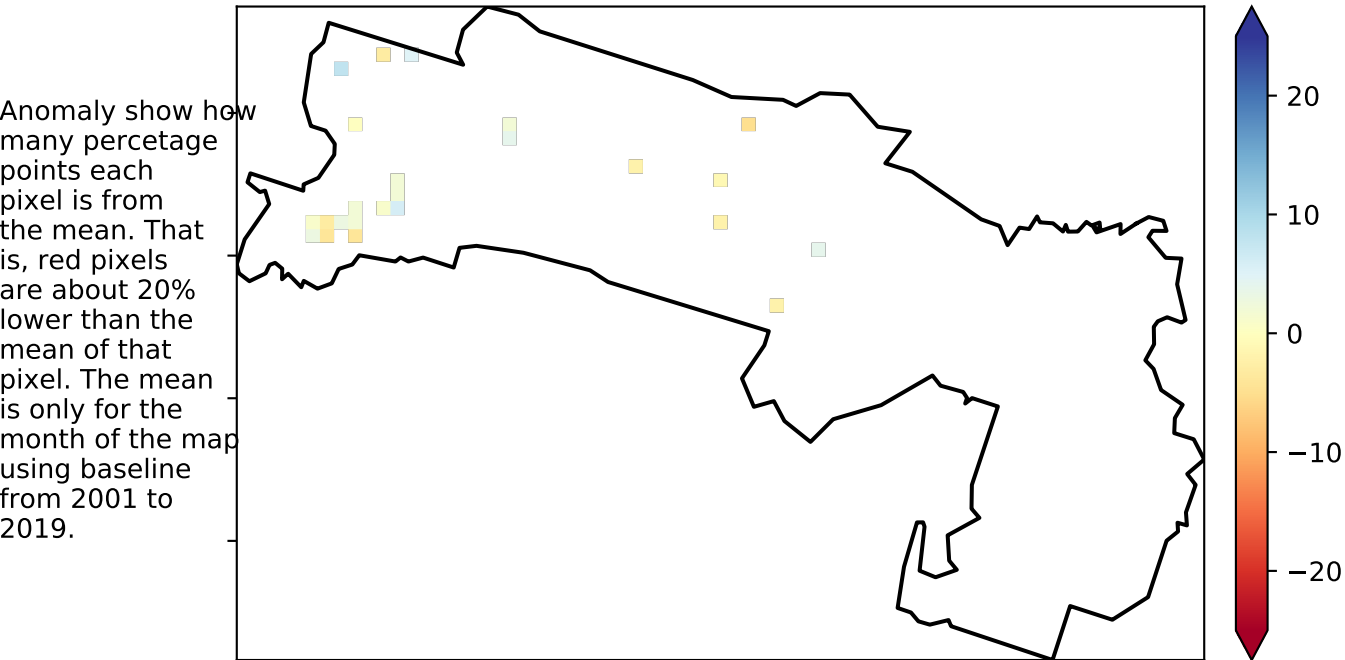 Anomaly show how
many percetage
points each
pixel is from
the mean. That
is, red pixels
are about 20%
lower than the
mean of that
pixel. The mean
is only for the
month of the map
using baseline
from 2001 to
2019.
20
10
0
−10
−20